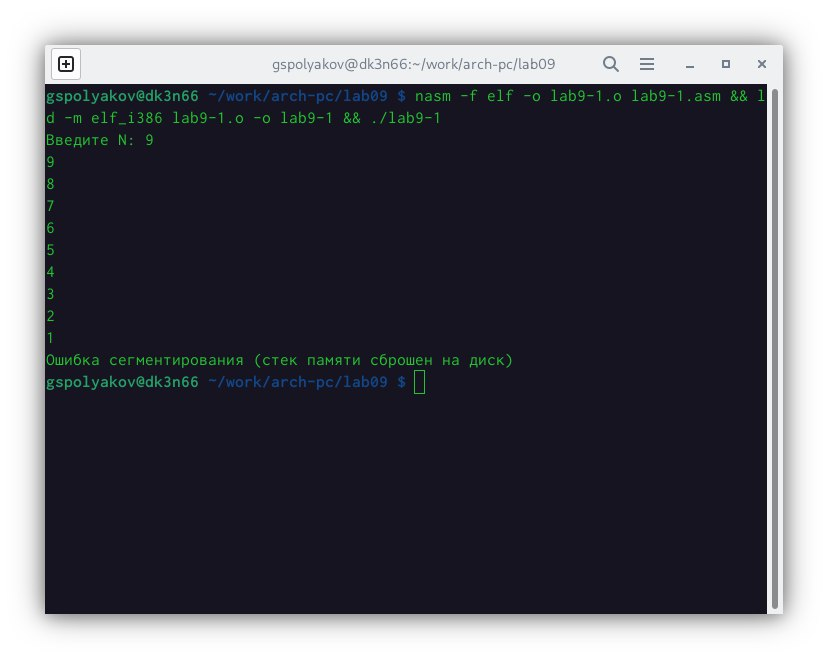 gspolyakov@dk3n66:~/work/arch-pc/lab09
gspolyakov@dk3n66 ~/work/arch-pc/lab09 $ nasm -f elf -o lab9-1.o lab9-1.asm && l
d -m elf_i386 lab9-1.o -o lab9-1 && ./lab9-1
Введите N: 9
9
8
7
6
5
4
3
2
1
Ошибка сегментирования (стек памяти сброшен на диск)
gspolyakov@dk3n66 ~/work/arch-pc/lab09 $